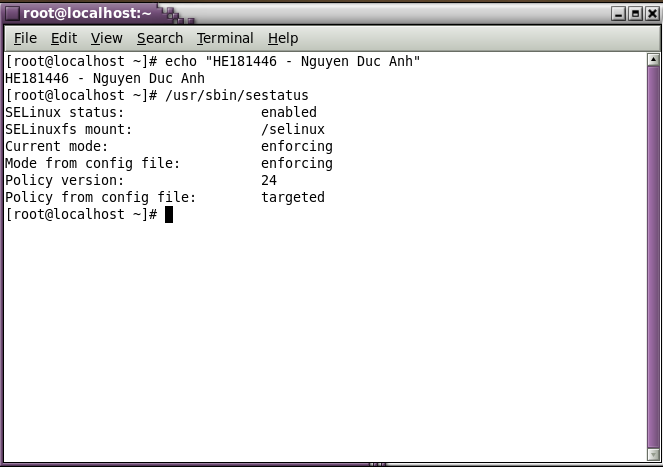 root@localhost:~
File Edit View Search Terminal Help
[root@localhost ~]# echo "HE181446 - Nguyen Duc Anh"
HE181446 - Nguyen Duc Anh
[root@localhost ~]# /usr/sbin/sestatus
SELinux status:                 enabled
SELinuxfs mount:                /selinux
Current mode:                   enforcing
Mode from config file:          enforcing
Policy version:                 24
Policy from config file:        targeted
[root@localhost ~]#